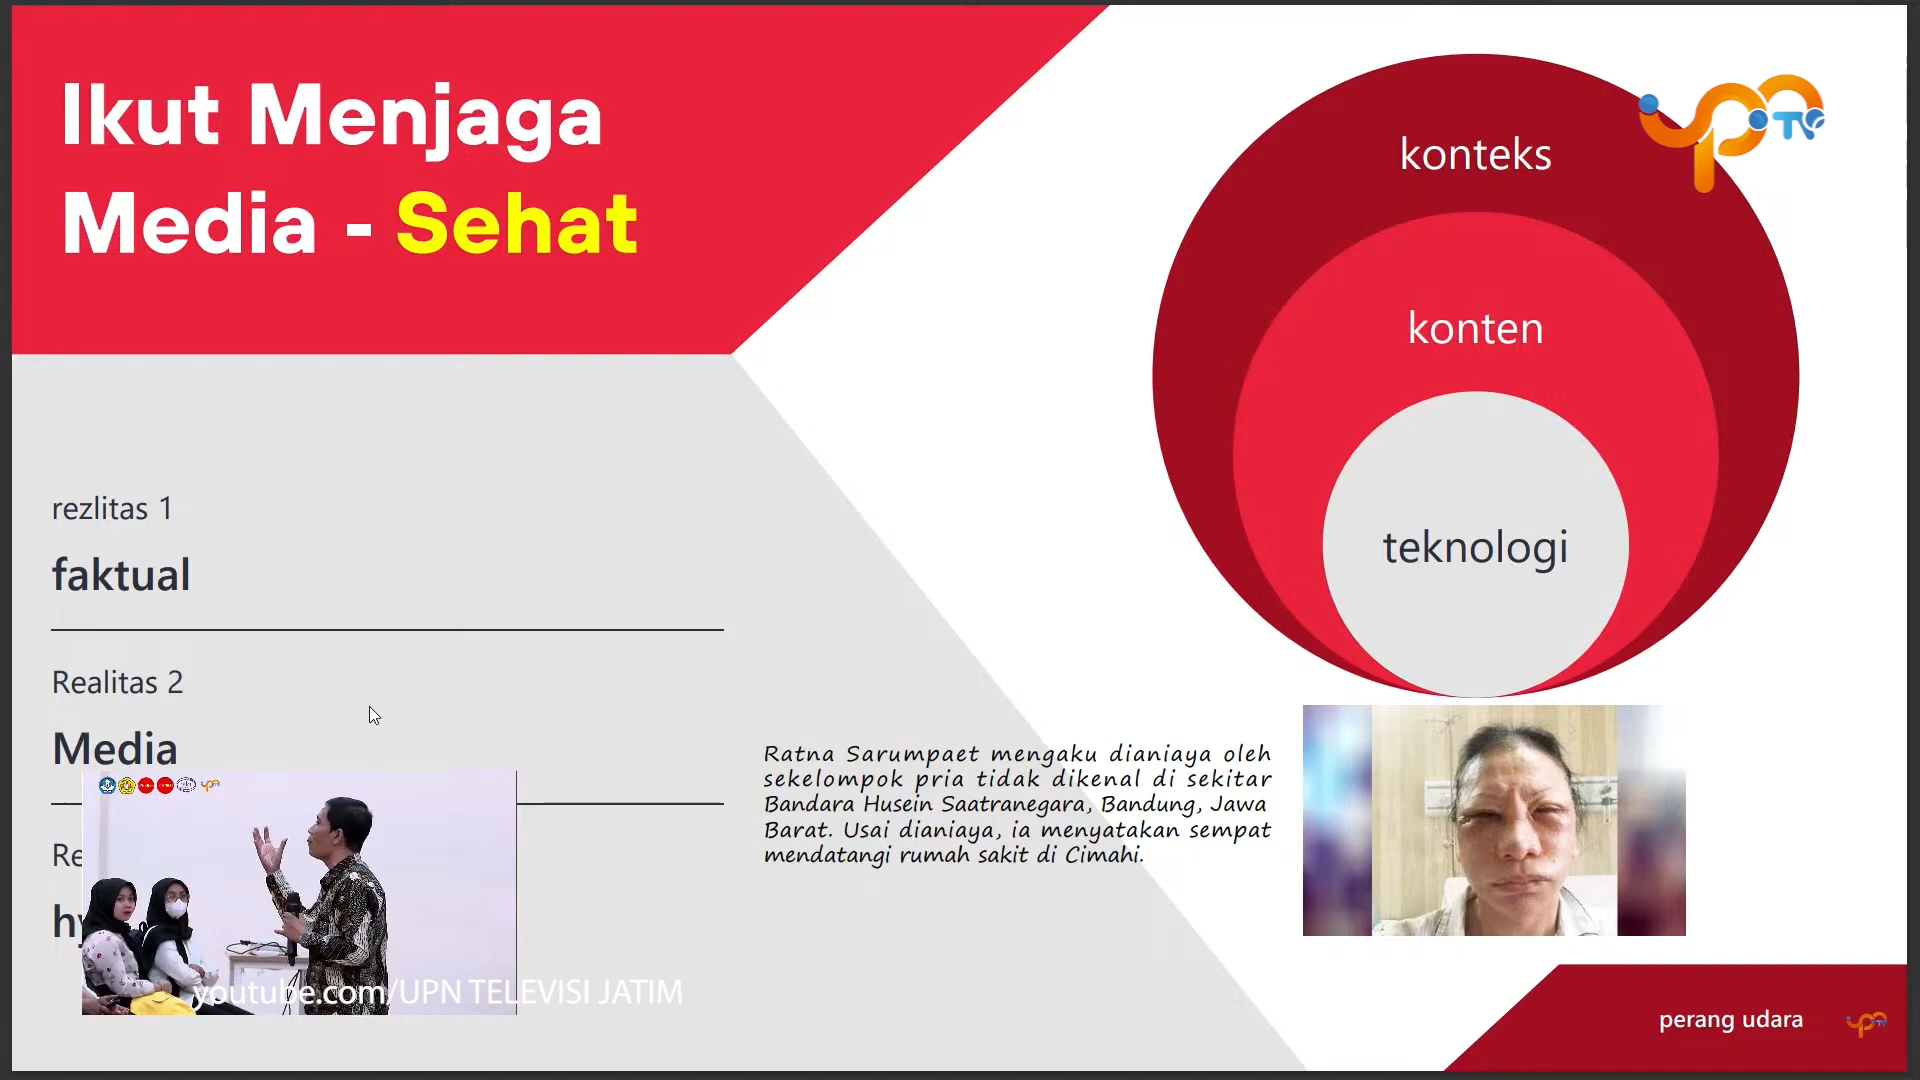 Ikut Menjaga
Media - Sehat
konteks
konten
teknologi
rezlitas 1
faktual
Realitas 2
Media
Ratna Sarumpaet mengaku dianiaya oleh
sekelompok pria tidak dikenal di sekitar
Bandara Husein Saatranegara, Bandung, Jawa
Barat. Usai dianiaya, ia menyatakan sempat
mendatangi rumah sakit di Cimahi.
youtube.com/UPN TELEVISI JATIM
perang udara
upn TV